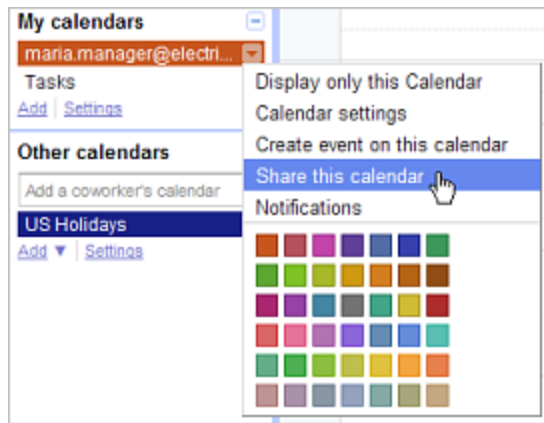 My calendars
maria.manager@electri...
Tasks
Add Settings
Other calendars
Add a coworker's calendar
US Holidays
Add ▼ Settings
Display only this Calendar
Calendar settings
Create event on this calendar
Share this calendar
Notifications